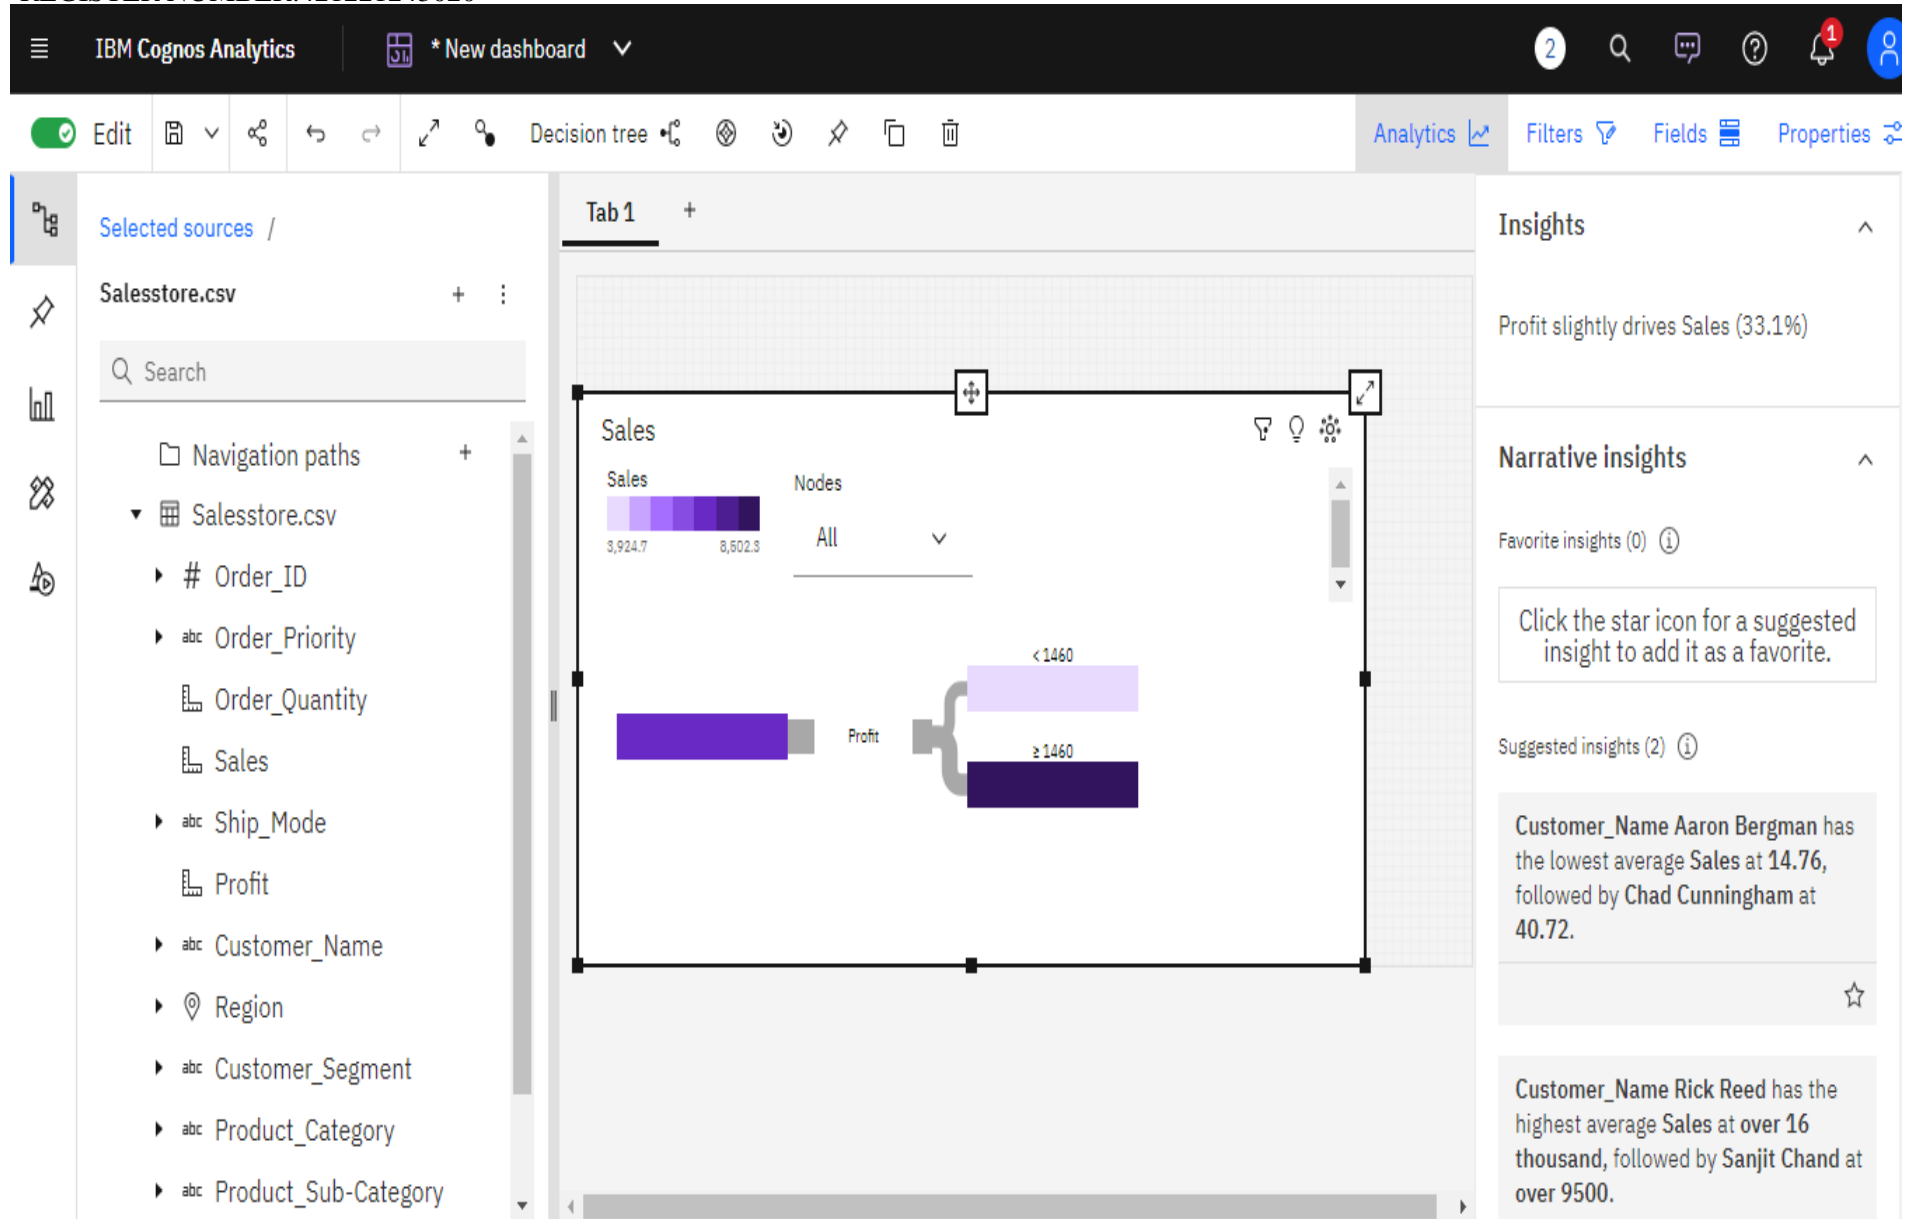 IBM Cognos Analytics
* New dashboard
2
1
Edit
Decision tree
Analytics
Filters
Fields
Properties
Selected sources /
Salesstore.csv
Search
Navigation paths
Salesstore.csv
# Order_ID
abc Order_Priority
Order_Quantity
Sales
abc Ship_Mode
Profit
abc Customer_Name
Region
abc Customer_Segment
abc Product_Category
abc Product_Sub-Category
Tab 1 +
Sales
Sales
3,924.7 8,502.3
Nodes
All
Profit
< 1460
≥ 1460
Insights
Profit slightly drives Sales (33.1%)
Narrative insights
Favorite insights (0)
Click the star icon for a suggested
insight to add it as a favorite.
Suggested insights (2)
Customer_Name Aaron Bergman has
the lowest average Sales at 14.76,
followed by Chad Cunningham at
40.72.
Customer_Name Rick Reed has the
highest average Sales at over 16
thousand, followed by Sanjit Chand at
over 9500.